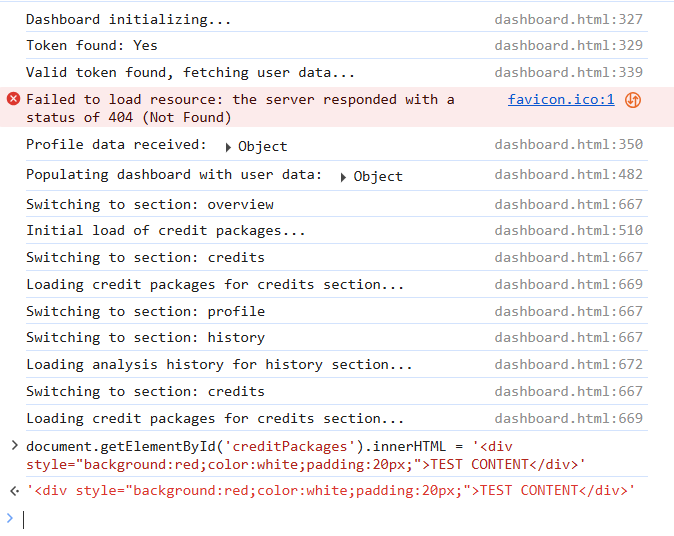 Dashboard initializing... dashboard.html:327
Token found: Yes dashboard.html:329
Valid token found, fetching user data... dashboard.html:339
Failed to load resource: the server responded with a favicon.ico:1
status of 404 (Not Found)
Profile data received: Object dashboard.html:350
Populating dashboard with user data: Object dashboard.html:482
Switching to section: overview dashboard.html:667
Initial load of credit packages... dashboard.html:510
Switching to section: credits dashboard.html:667
Loading credit packages for credits section... dashboard.html:669
Switching to section: profile dashboard.html:667
Switching to section: history dashboard.html:667
Loading analysis history for history section... dashboard.html:672
Switching to section: credits dashboard.html:667
Loading credit packages for credits section... dashboard.html:669
document.getElementById('creditPackages').innerHTML = '<div
style="background:red;color:white;padding:20px;">TEST CONTENT</div>'
'<div style="background:red;color:white;padding:20px;">TEST CONTENT</div>'